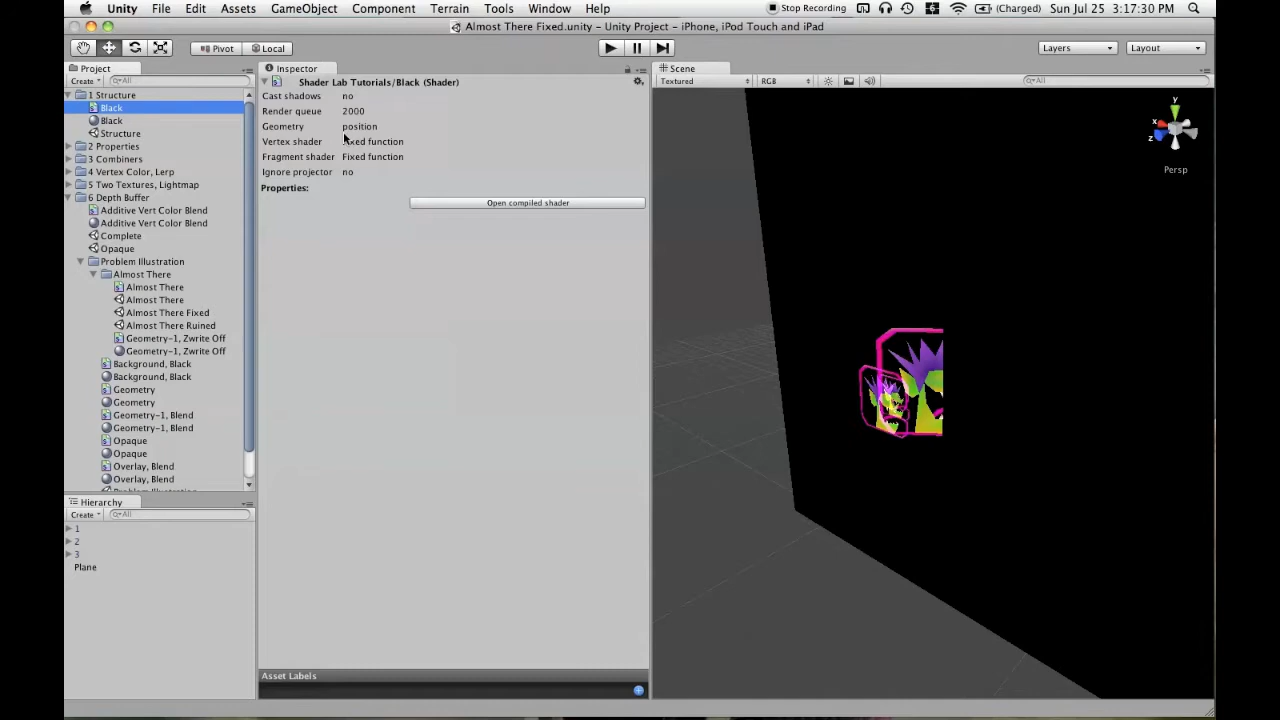 Unity File Edit Assets GameObject Component Terrain Tools Window Help Stop Recording (Charged) Sun Jul 25 3:17:30 PM
Almost There Fixed.unity - Unity Project - iPhone, iPod Touch and iPad
Pivot Local Layers Layout
Project
Create All
1 Structure
Black
Black
Structure
2 Properties
3 Combiners
4 Vertex Color, Lerp
5 Two Textures, Lightmap
6 Depth Buffer
Additive Vert Color Blend
Additive Vert Color Blend
Complete
Opaque
Problem Illustration
Almost There
Almost There
Almost There
Almost There Fixed
Almost There Ruined
Geometry-1, Zwrite Off
Geometry-1, Zwrite Off
Background, Black
Background, Black
Geometry
Geometry
Geometry-1, Blend
Geometry-1, Blend
Opaque
Opaque
Overlay, Blend
Overlay, Blend
Hierarchy
Create All
1
2
3
Plane
Inspector
Shader Lab Tutorials/Black (Shader)
Cast shadows no
Render queue 2000
Geometry position
Vertex shader Fixed function
Fragment shader Fixed function
Ignore projector no
Properties:
Open compiled shader
Asset Labels
Scene
Textured RGB All
y
x
z
Persp